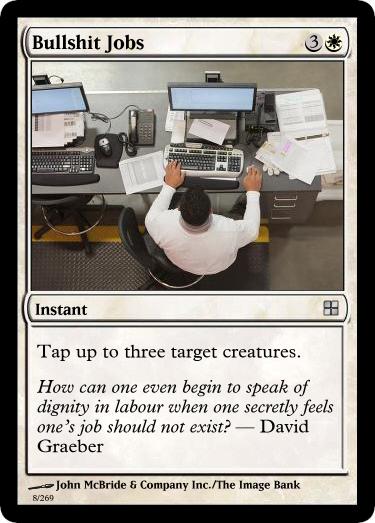 Bullshit Jobs 3
Instant
Tap up to three target creatures.
How can one even begin to speak of
dignity in labour when one secretly feels
one's job should not exist? — David
Graeber
John McBride & Company Inc./The Image Bank
8/269